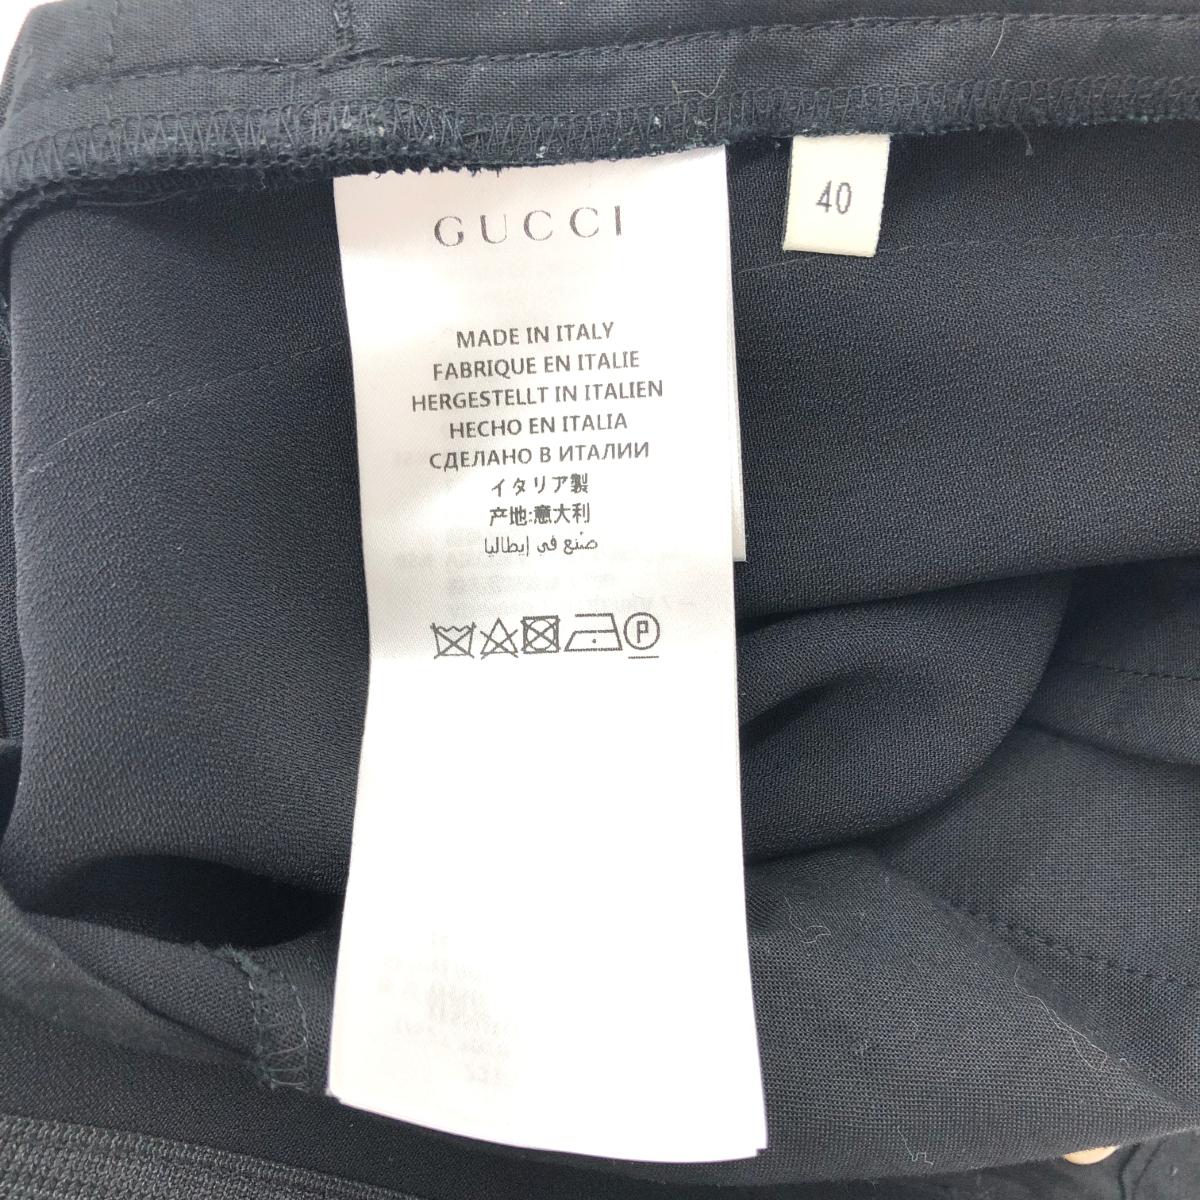 GUCCI
40
MADE IN ITALY
FABRIQUE EN ITALIE
HERGESTELLT IN ITALIEN
HECHO EN ITALIA
СДЕЛАНО В ИТАЛИИ
イタリア製
产地:意大利
صُنع في إيطاليا
P